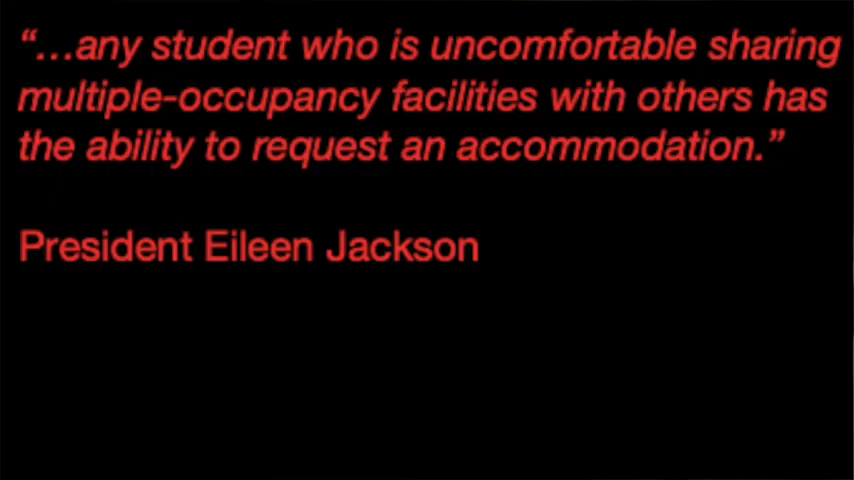 “…any student who is uncomfortable sharing
multiple-occupancy facilities with others has
the ability to request an accommodation.”
President Eileen Jackson